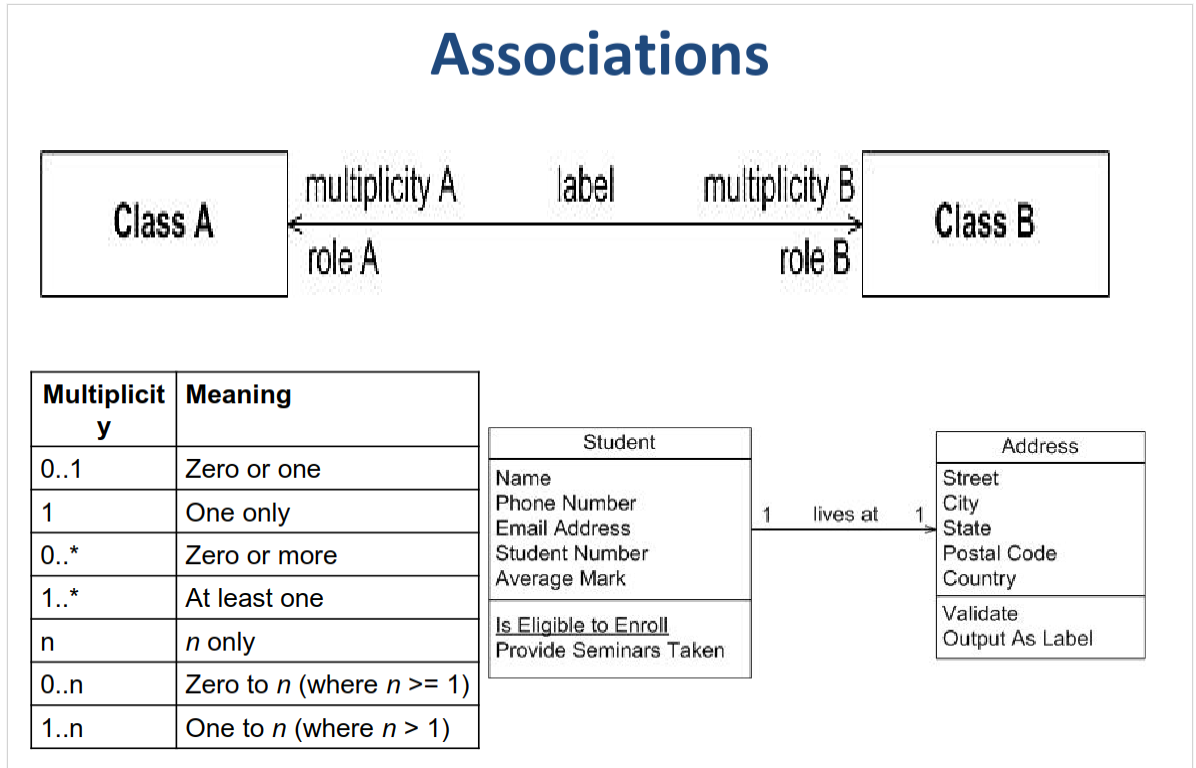 Associations
multiplicity A label multiplicity B
Class A
Class B
role A role B
Multiplicit
y
Meaning
0..1 Zero or one
1 One only
0..* Zero or more
1..* At least one
n n only
0..n Zero to n (where n >= 1)
1..n One to n (where n > 1)
Student
Name
Phone Number
Email Address
Student Number
Average Mark
Is Eligible to Enroll
Provide Seminars Taken
1 lives at 1
Address
Street
City
State
Postal Code
Country
Validate
Output As Label